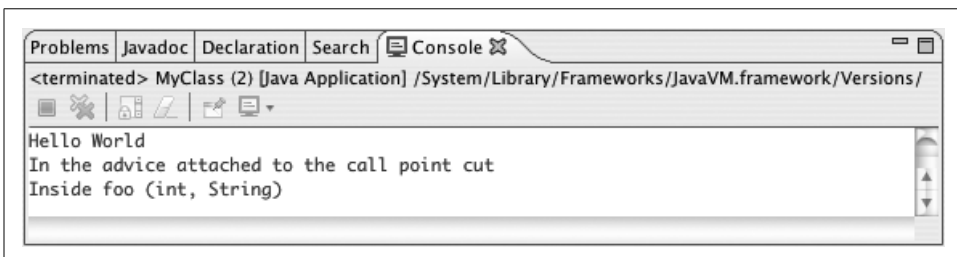 Problems Javadoc Declaration Search Console
<terminated> MyClass (2) [Java Application] /System/Library/Frameworks/JavaVM.framework/Versions/
Hello World
In the advice attached to the call point cut
Inside foo (int, String)